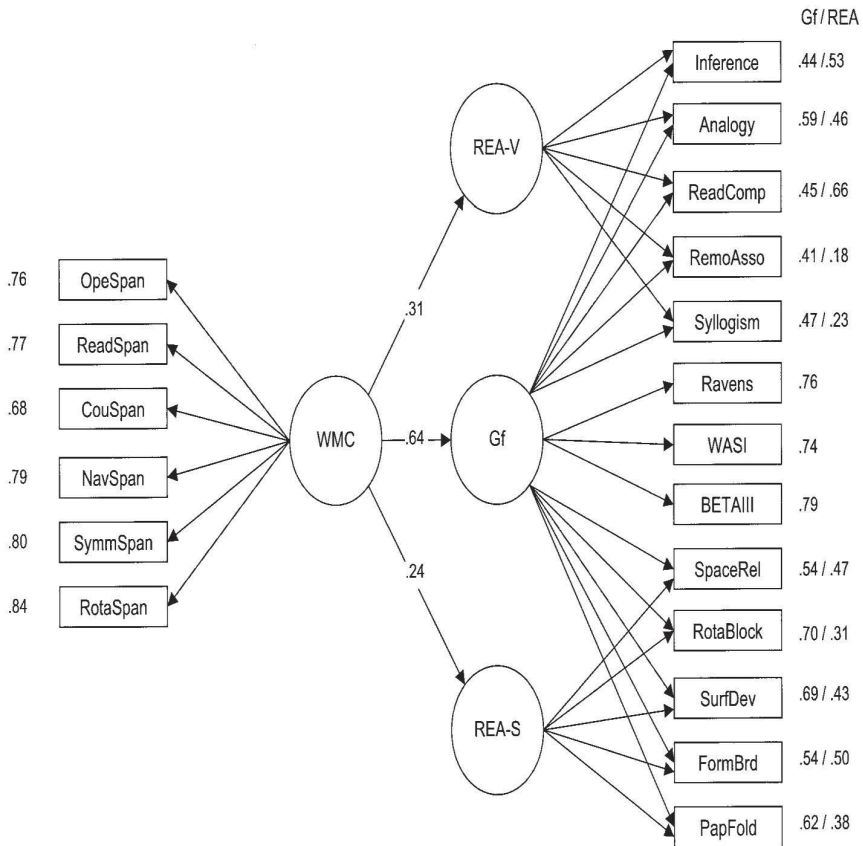 Gf / REA
Inference .44 / .53
Analogy .59 / .46
REA-V
ReadComp .45 / .66
RemoAsso .41 / .18
.76 OpeSpan
.31
Syllogism .47 / .23
.77 ReadSpan
Ravens .76
.68 CouSpan
WMC .64 Gf
WASI .74
.79 NavSpan
BETAIII .79
.80 SymmSpan
.24
SpaceRel .54 / .47
.84 RotaSpan
RotaBlock .70 / .31
SurfDev .69 / .43
REA-S
FormBrd .54 / .50
PapFold .62 / .38